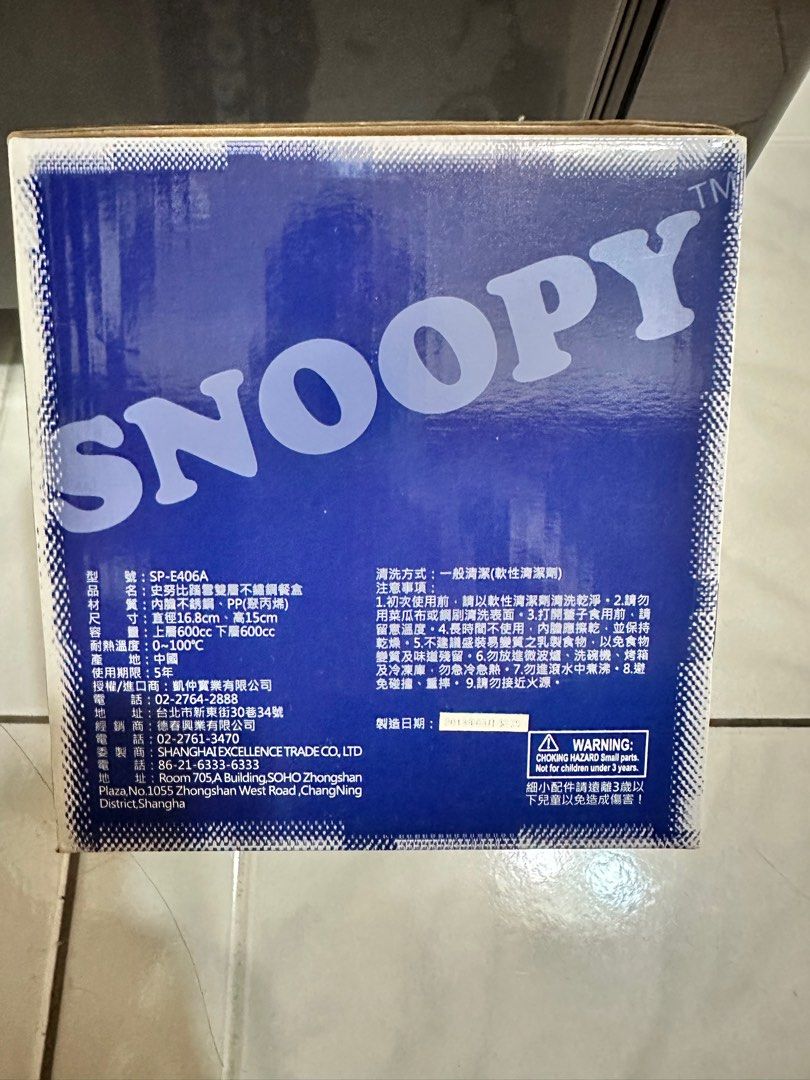 SNOOPY™
型 號：SP-E406A
品 名：史努比踏雲雙層不鏽鋼餐盒
材 質：內膽不銹鋼、PP(聚丙烯)
尺 寸：直徑16.8cm、高15cm
容 量：上層600cc 下層600cc
耐熱溫度：0~100℃
產 地：中國
使用期限：5年
授權/進口商：凱仲實業有限公司
電 話：02-2764-2888
地 址：台北市新東街30巷34號
經 銷 商：德春興業有限公司
電 話：02-2761-3470
委 製 商：SHANGHAI EXCELLENCE TRADE CO, LTD
電 話：86-21-6333-6333
地 址：Room 705,A Building,SOHO Zhongshan
Plaza,No.1055 Zhongshan West Road ,ChangNing
District,Shangha
清洗方式：一般清潔(軟性清潔劑)
注意事項：
1.初次使用前，請以軟性清潔劑清洗乾淨。2.請勿
用菜瓜布或鋼刷清洗表面。3.打開蓋子食用前，請
留意溫度。4.長時間不使用，內膽應擦乾，並保持
乾燥。5.不建議盛裝易變質之乳製食物，以免食物
變質及味道殘留。6.勿放進微波爐、洗碗機、烤箱
及冷凍庫，勿急冷急熱。7.勿進滾水中煮沸。8.避
免碰撞、重摔。9.請勿接近火源。
製造日期：
WARNING:
CHOKING HAZARD Small parts.
Not for children under 3 years.
細小配件請遠離3歲以
下兒童以免造成傷害！